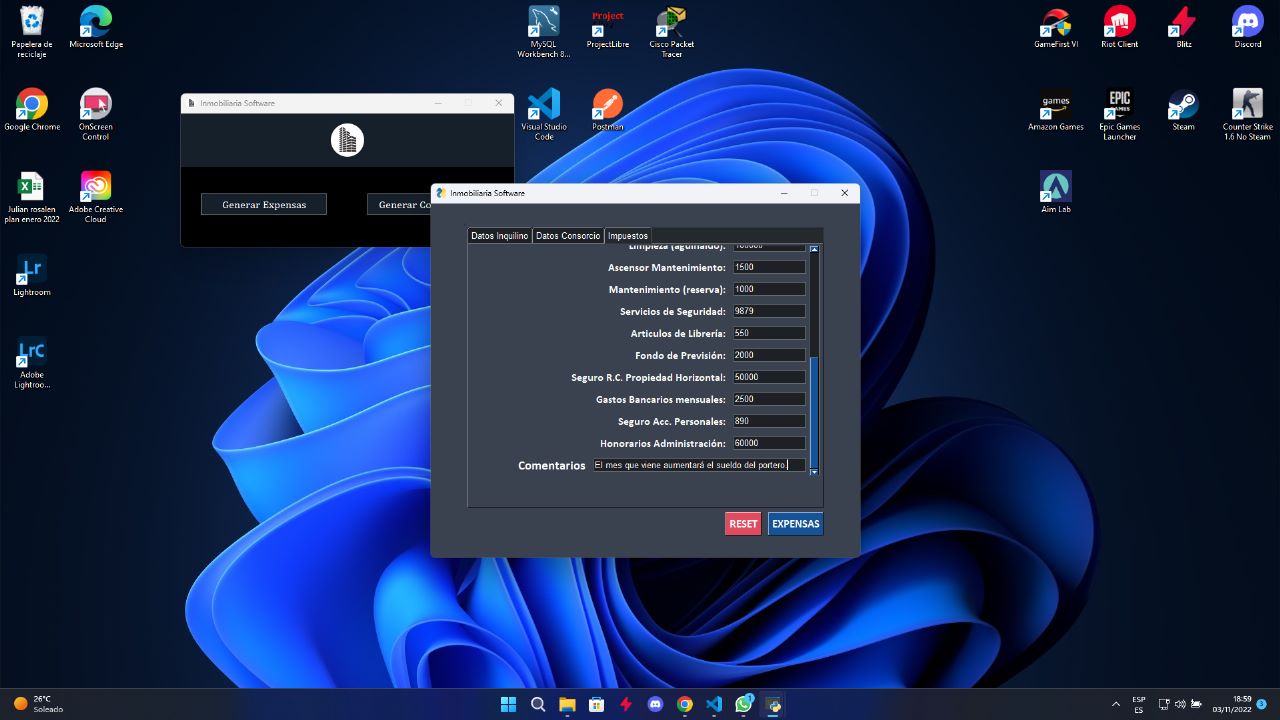 Papelera de
reciclaje
Microsoft Edge
MySQL
Workbench 8...
Project
ProjectLibre
Cisco Packet
Tracer
GameFirst VI
Riot Client
Blitz
Discord
Google Chrome
OnScreen
Control
Visual Studio
Code
Postman
games
Amazon Games
EPIC
GAMES
Epic Games
Launcher
Steam
Counter Strike
1.6 No Steam
Julian rosalen
plan enero 2022
Adobe Creative
Cloud
Aim Lab
Lr
Lightroom
LrC
Adobe
Lightroo...
Inmobiliaria Software
Generar Expensas
Generar Co
Inmobiliaria Software
Datos Inquilino
Datos Consorcio
Impuestos
Limpieza (aguinaldo):
Ascensor Mantenimiento: 1500
Mantenimiento (reserva): 1000
Servicios de Seguridad: 9879
Articulos de Librería: 550
Fondo de Previsión: 2000
Seguro R.C. Propiedad Horizontal: 50000
Gastos Bancarios mensuales: 2500
Seguro Acc. Personales: 890
Honorarios Administración: 60000
Comentarios El mes que viene aumentará el sueldo del portero.
RESET
EXPENSAS
26°C
Soleado
1
ESP
ES
18:59
03/11/2022
3